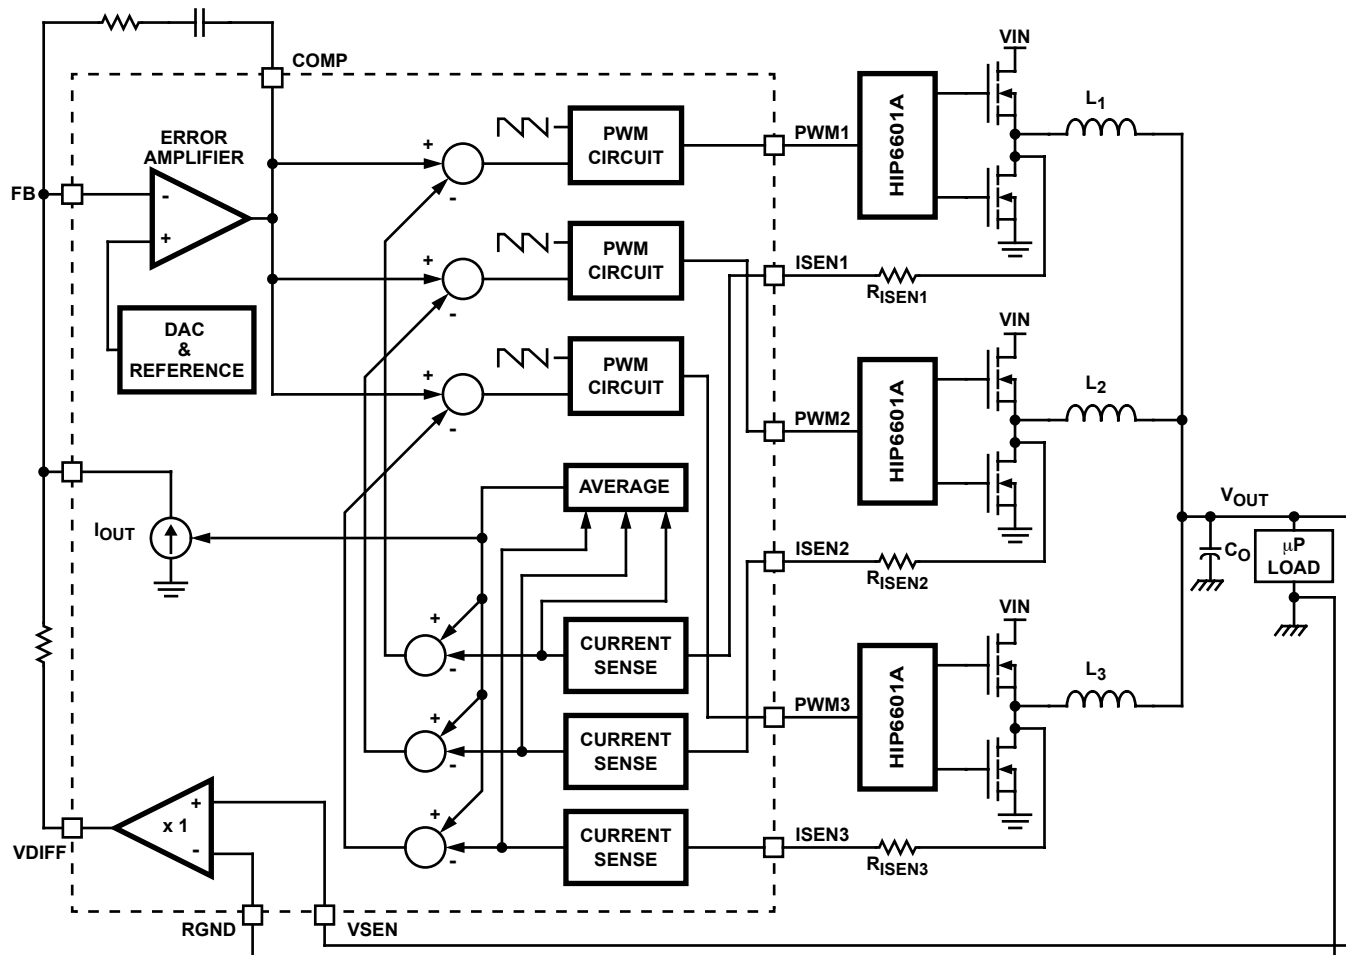 COMP
VIN
ERROR
AMPLIFIER
+
-
PWM
CIRCUIT
PWM1
HIP6601A
L1
FB
-
+
+
-
PWM
CIRCUIT
ISEN1
RISEN1
DAC
&
REFERENCE
+
-
PWM
CIRCUIT
VIN
PWM2
HIP6601A
L2
AVERAGE
IOUT
VOUT
ISEN2
RISEN2
CO
µP
LOAD
+
-
CURRENT
SENSE
VIN
PWM3
HIP6601A
L3
+
-
CURRENT
SENSE
+
-
CURRENT
SENSE
ISEN3
RISEN3
x 1
+
-
VDIFF
RGND
VSEN